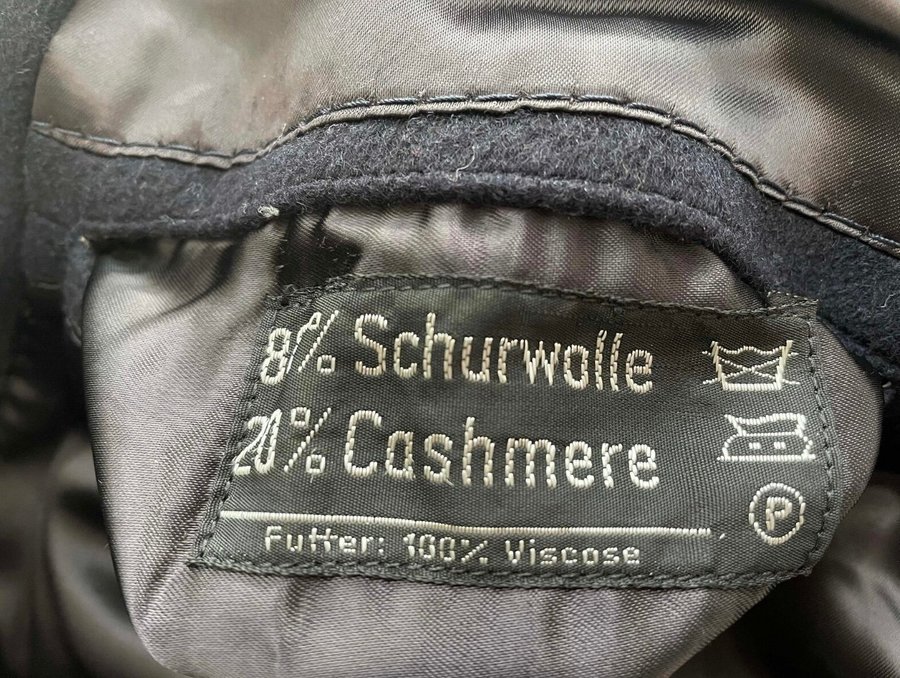 8% Schurwolle
20% Cashmere
Futter: 100% Viscose
P